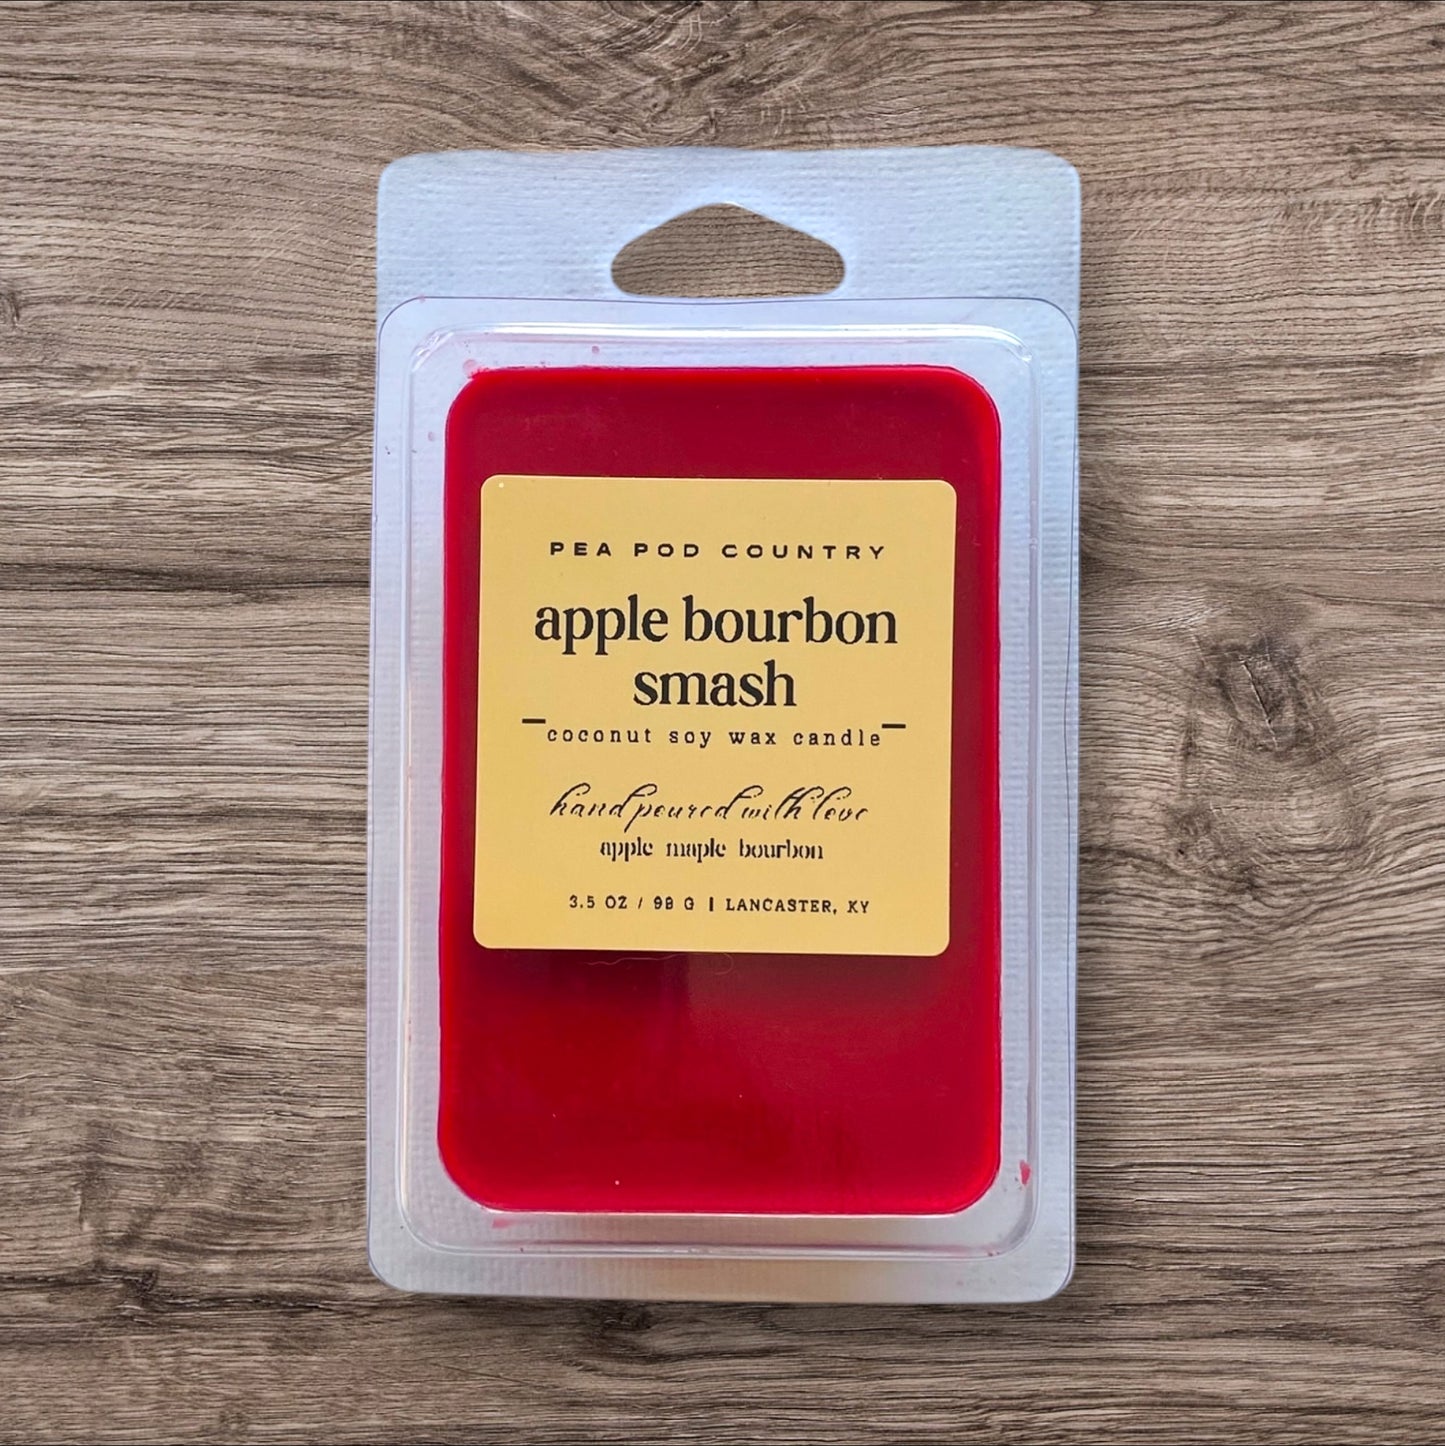 PEA POD COUNTRY
apple bourbon
smash
coconut soy wax candle
hand poured with love
apple maple bourbon
3.5 OZ / 99 G | LANCASTER, KY